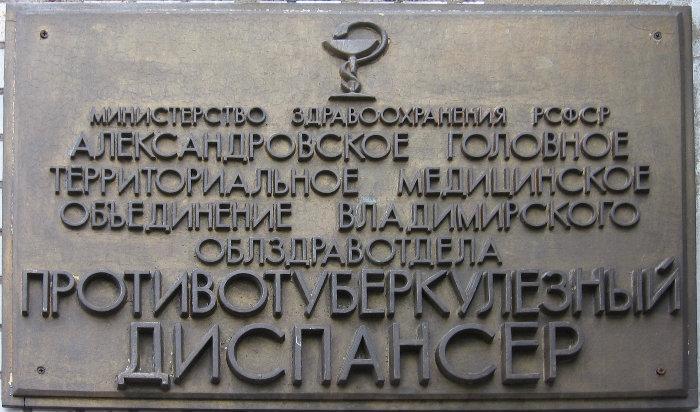 МИНИСТЕРСТВО ЗДРАВООХРАНЕНИЯ РСФСР
АЛЕКСАНДРОВСКОЕ ГОЛОВНОЕ
ТЕРРИТОРИАЛЬНОЕ МЕДИЦИНСКОЕ
ОБЪЕДИНЕНИЕ ВЛАДИМИРСКОГО
ОБЛЗДРАВОТДЕЛА
ПРОТИВОТУБЕРКУЛЕЗНЫЙ
ДИСПАНСЕР